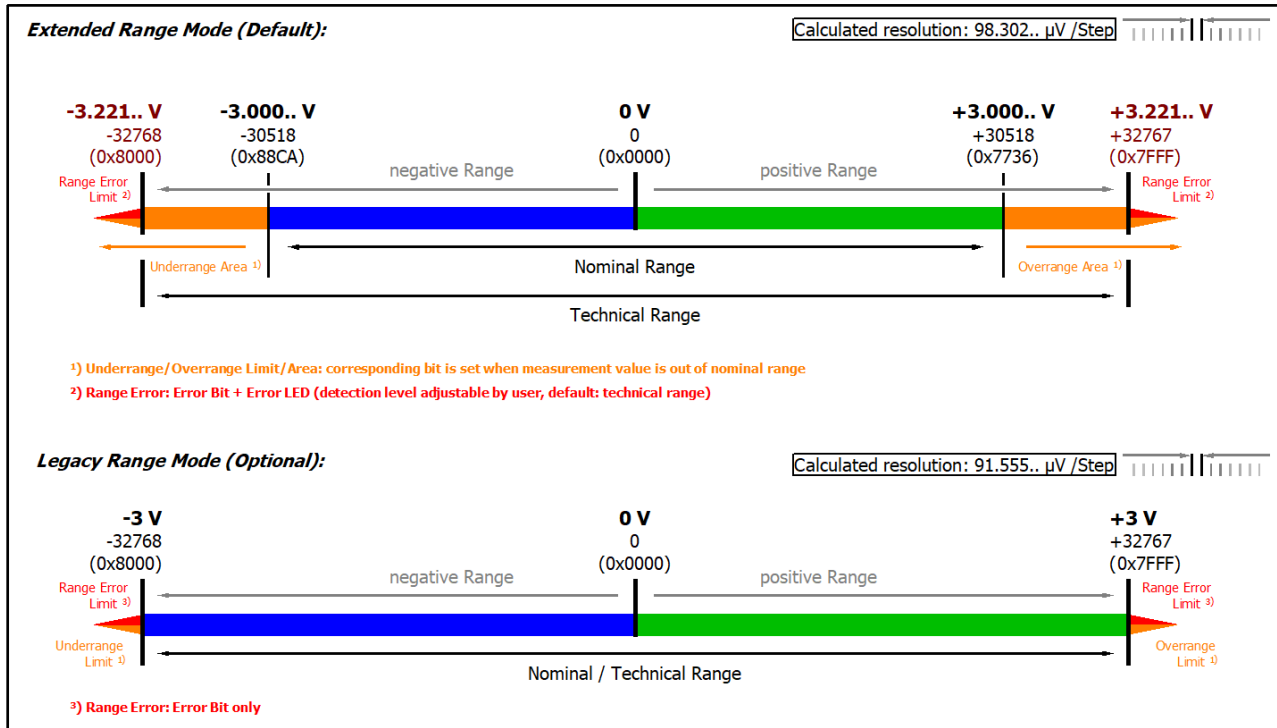 Extended Range Mode (Default):
Calculated resolution: 98.302.. µV /Step
-3.221.. V
-3.000.. V
0 V
+3.000.. V
+3.221.. V
-32768
-30518
0
+30518
+32767
(0x8000)
(0x88CA)
(0x0000)
(0x7736)
(0x7FFF)
negative Range
positive Range
Range Error
Limit ²⁾
Range Error
Limit ²⁾
Underrange Area ¹⁾
Nominal Range
Overrange Area ¹⁾
Technical Range
¹⁾ Underrange/Overrange Limit/Area: corresponding bit is set when measurement value is out of nominal range
²⁾ Range Error: Error Bit + Error LED (detection level adjustable by user, default: technical range)
Legacy Range Mode (Optional):
Calculated resolution: 91.555.. µV /Step
-3 V
0 V
+3 V
-32768
0
+32767
(0x8000)
(0x0000)
(0x7FFF)
negative Range
positive Range
Range Error
Limit ³⁾
Range Error
Limit ³⁾
Underrange
Limit ¹⁾
Overrange
Limit ¹⁾
Nominal / Technical Range
³⁾ Range Error: Error Bit only